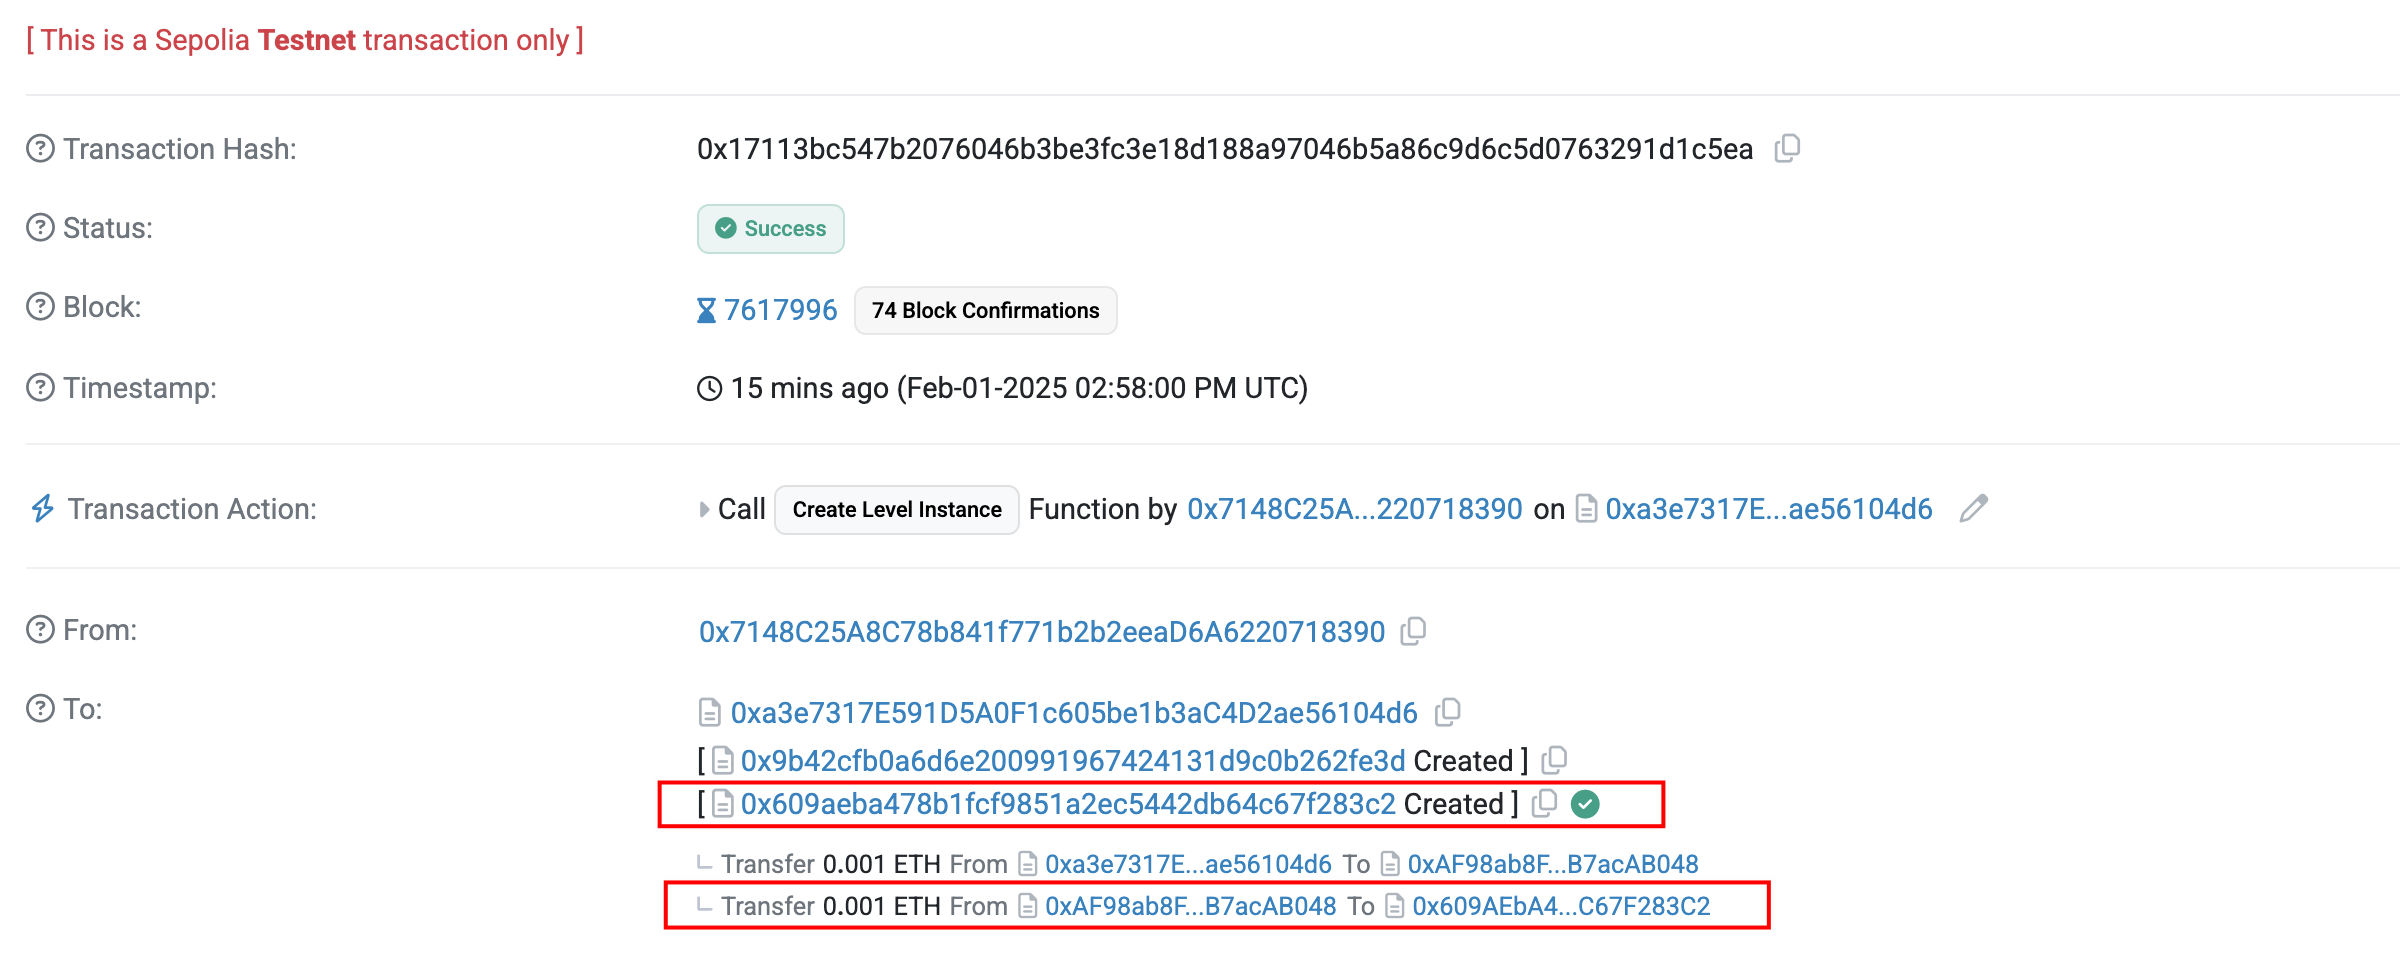 [ This is a Sepolia Testnet transaction only ]
Transaction Hash: 0x17113bc547b2076046b3be3fc3e18d188a97046b5a86c9d6c5d0763291d1c5ea
Status: Success
Block: 7617996 74 Block Confirmations
Timestamp: 15 mins ago (Feb-01-2025 02:58:00 PM UTC)
Transaction Action: Call Create Level Instance Function by 0x7148C25A...220718390 on 0xa3e7317E...ae56104d6
From: 0x7148C25A8C78b841f771b2b2eeaD6A6220718390
To: 0xa3e7317E591D5A0F1c605be1b3aC4D2ae56104d6
[ 0x9b42cfb0a6d6e200991967424131d9c0b262fe3d Created ]
[ 0x609aeba478b1fcf9851a2ec5442db64c67f283c2 Created ]
Transfer 0.001 ETH From 0xa3e7317E...ae56104d6 To 0xAF98ab8F...B7acAB048
Transfer 0.001 ETH From 0xAF98ab8F...B7acAB048 To 0x609AEbA4...C67F283C2